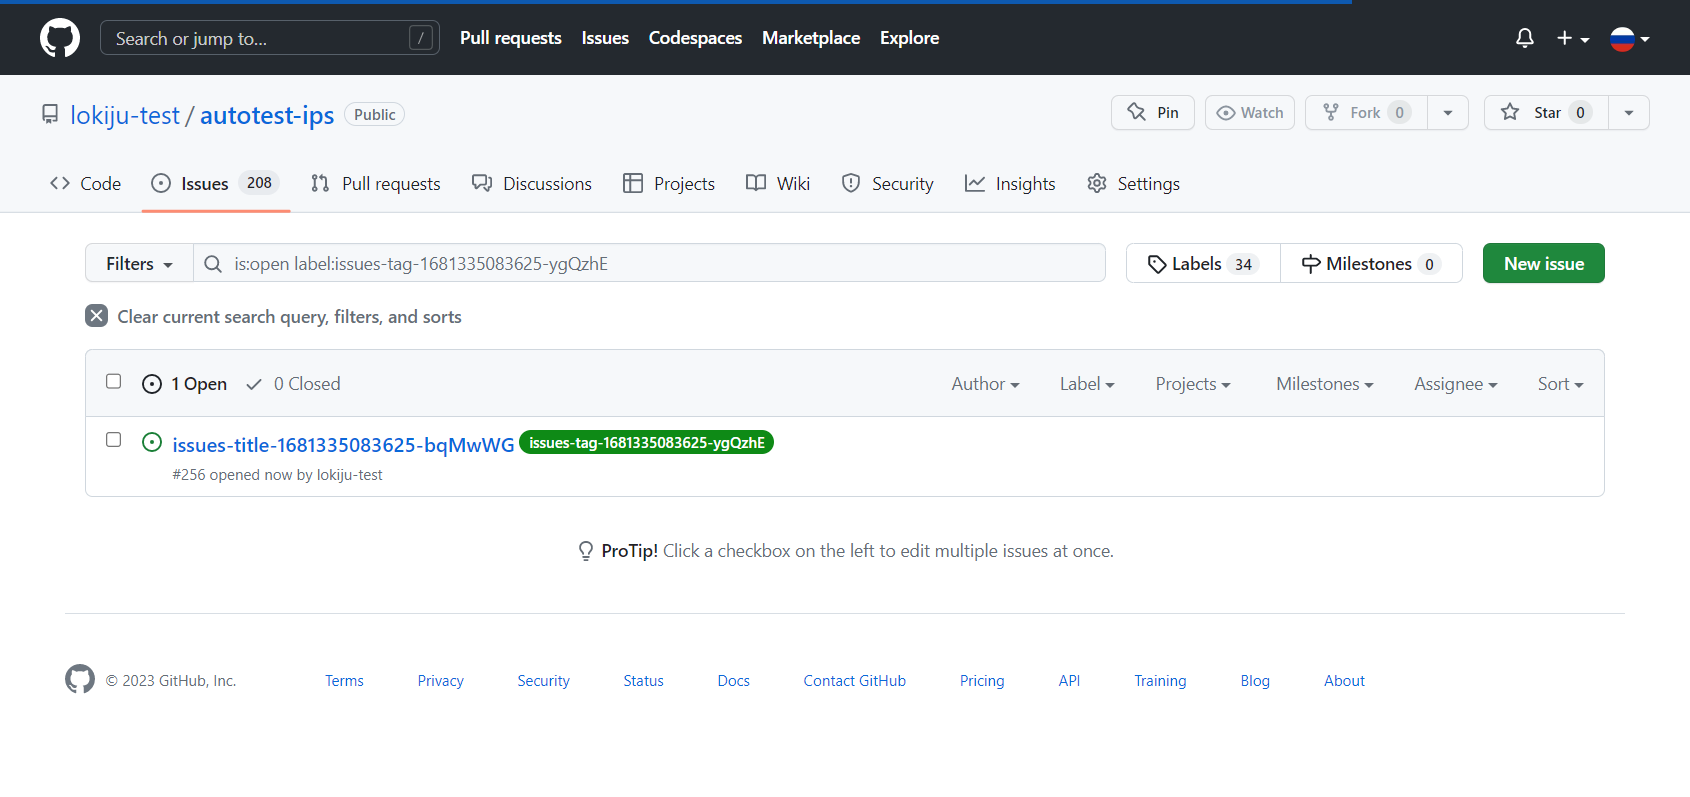 Search or jump to... /
Pull requests Issues Codespaces Marketplace Explore
lokiju-test / autotest-ips Public
Pin Watch Fork 0 Star 0
Code Issues 208 Pull requests Discussions Projects Wiki Security Insights Settings
Filters is:open label:issues-tag-1681335083625-ygQzhE Labels 34 Milestones 0 New issue
Clear current search query, filters, and sorts
1 Open 0 Closed Author Label Projects Milestones Assignee Sort
issues-title-1681335083625-bqMwWG issues-tag-1681335083625-ygQzhE
#256 opened now by lokiju-test
ProTip! Click a checkbox on the left to edit multiple issues at once.
© 2023 GitHub, Inc. Terms Privacy Security Status Docs Contact GitHub Pricing API Training Blog About